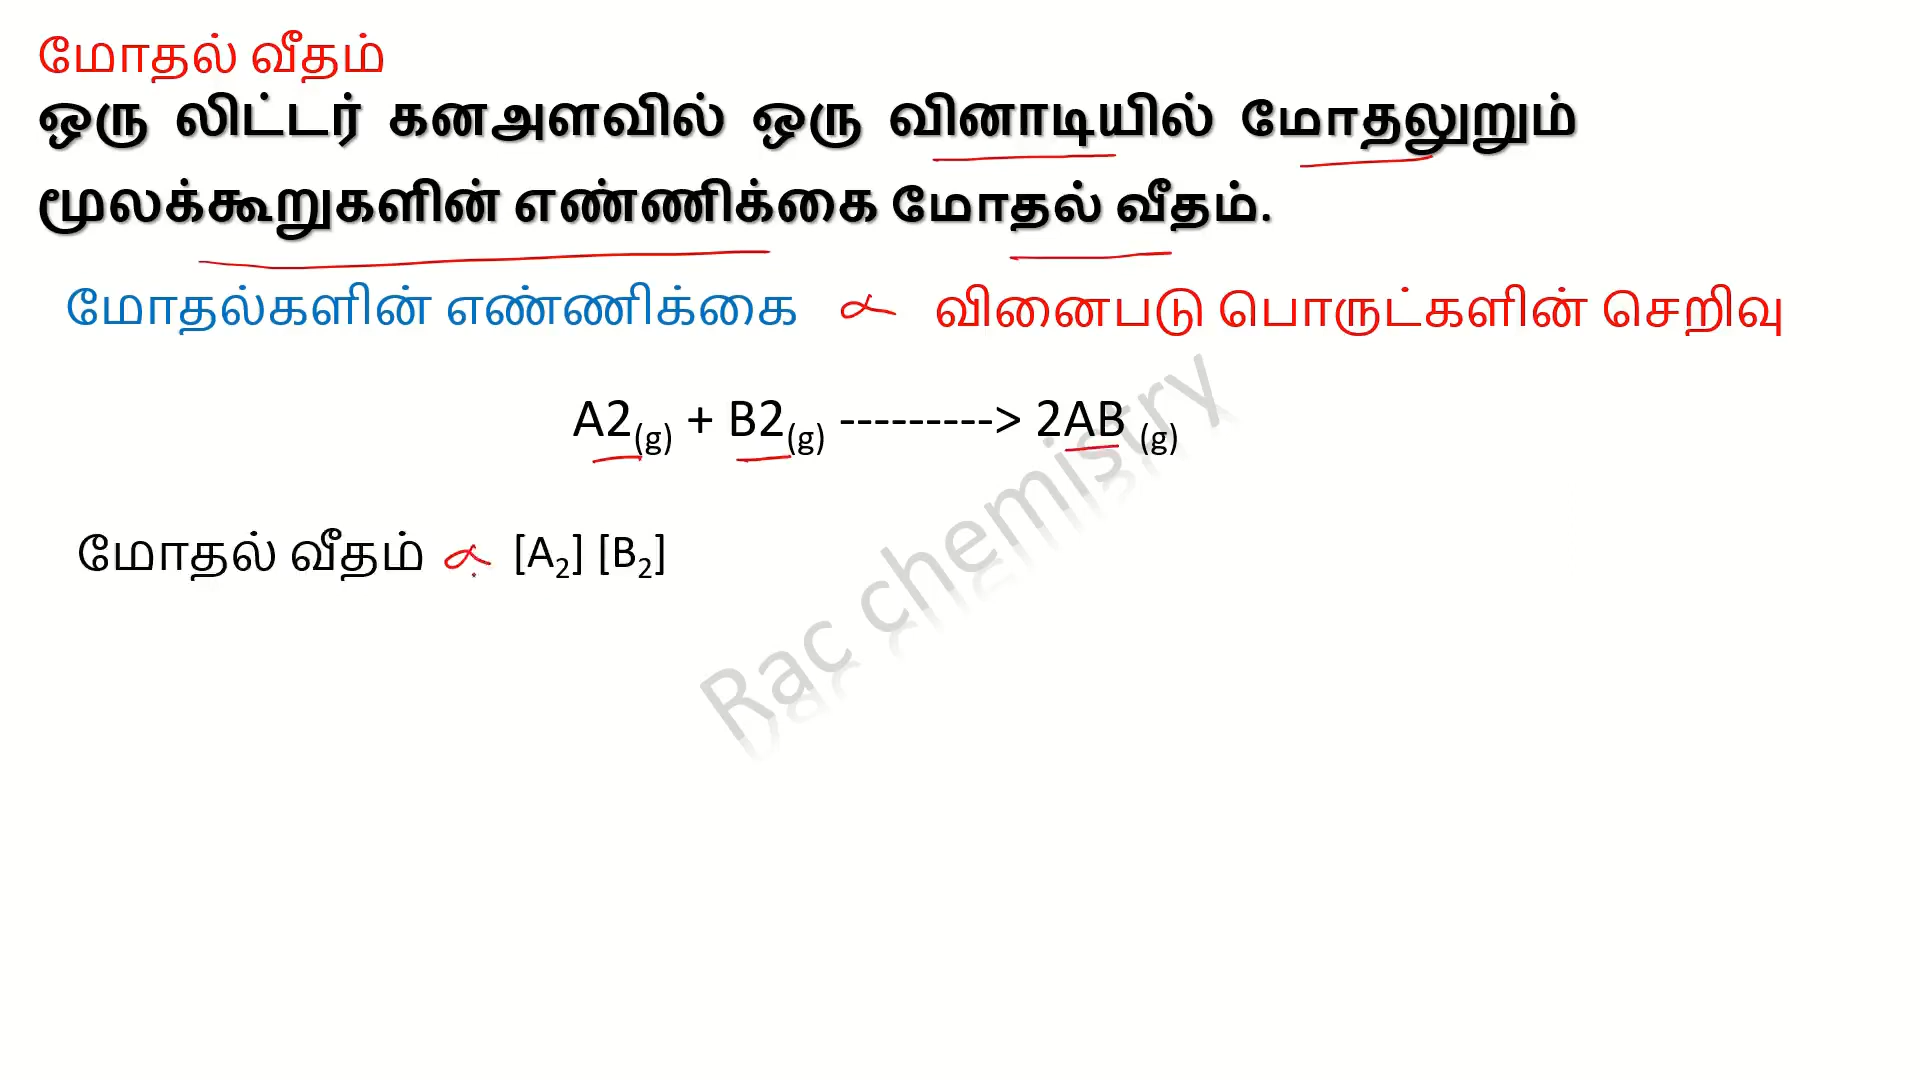 மோதல் வீதம்
ஒரு லிட்டர் கனஅளவில் ஒரு வினாடியில் மோதலுறும்
மூலக்கூறுகளின் எண்ணிக்கை மோதல் வீதம்.
மோதல்களின் எண்ணிக்கை ∝ வினைபடு பொருட்களின் செறிவு
A2(g) + B2(g) ---------> 2AB (g)
மோதல் வீதம் ∝ [A₂] [B₂]
Rac chemistry